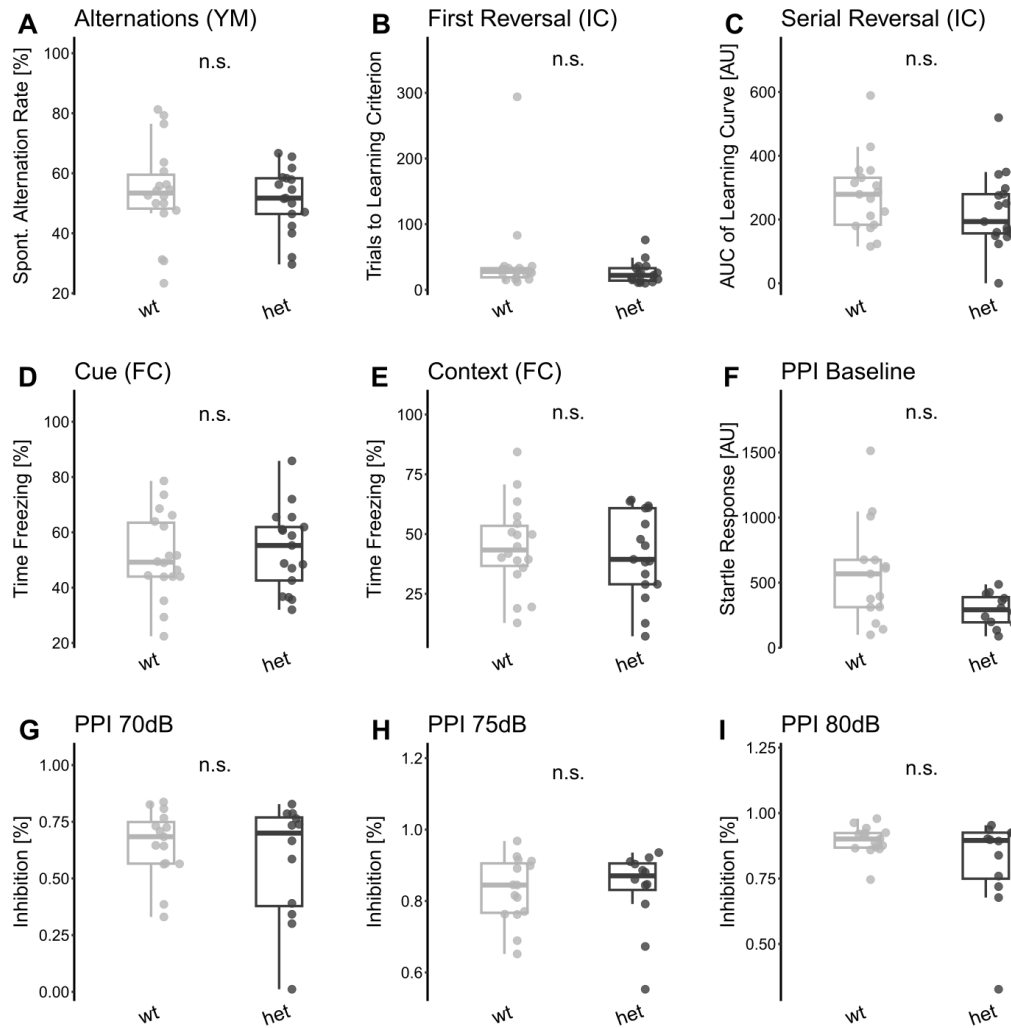 A Alternations (YM)
Spont. Alternation Rate [%]
100
80
60
40
20
n.s.
wt het
B First Reversal (IC)
Trials to Learning Criterion
300
200
100
0
n.s.
wt het
C Serial Reversal (IC)
AUC of Learning Curve [AU]
600
400
200
0
n.s.
wt het
D Cue (FC)
Time Freezing [%]
100
80
60
40
20
n.s.
wt het
E Context (FC)
Time Freezing [%]
100
75
50
25
n.s.
wt het
F PPI Baseline
Startle Response [AU]
1500
1000
500
0
n.s.
wt het
G PPI 70dB
Inhibition [%]
1.00
0.75
0.50
0.25
0.00
n.s.
wt het
H PPI 75dB
Inhibition [%]
1.2
1.0
0.8
0.6
n.s.
wt het
I PPI 80dB
Inhibition [%]
1.25
1.00
0.75
0.50
n.s.
wt het